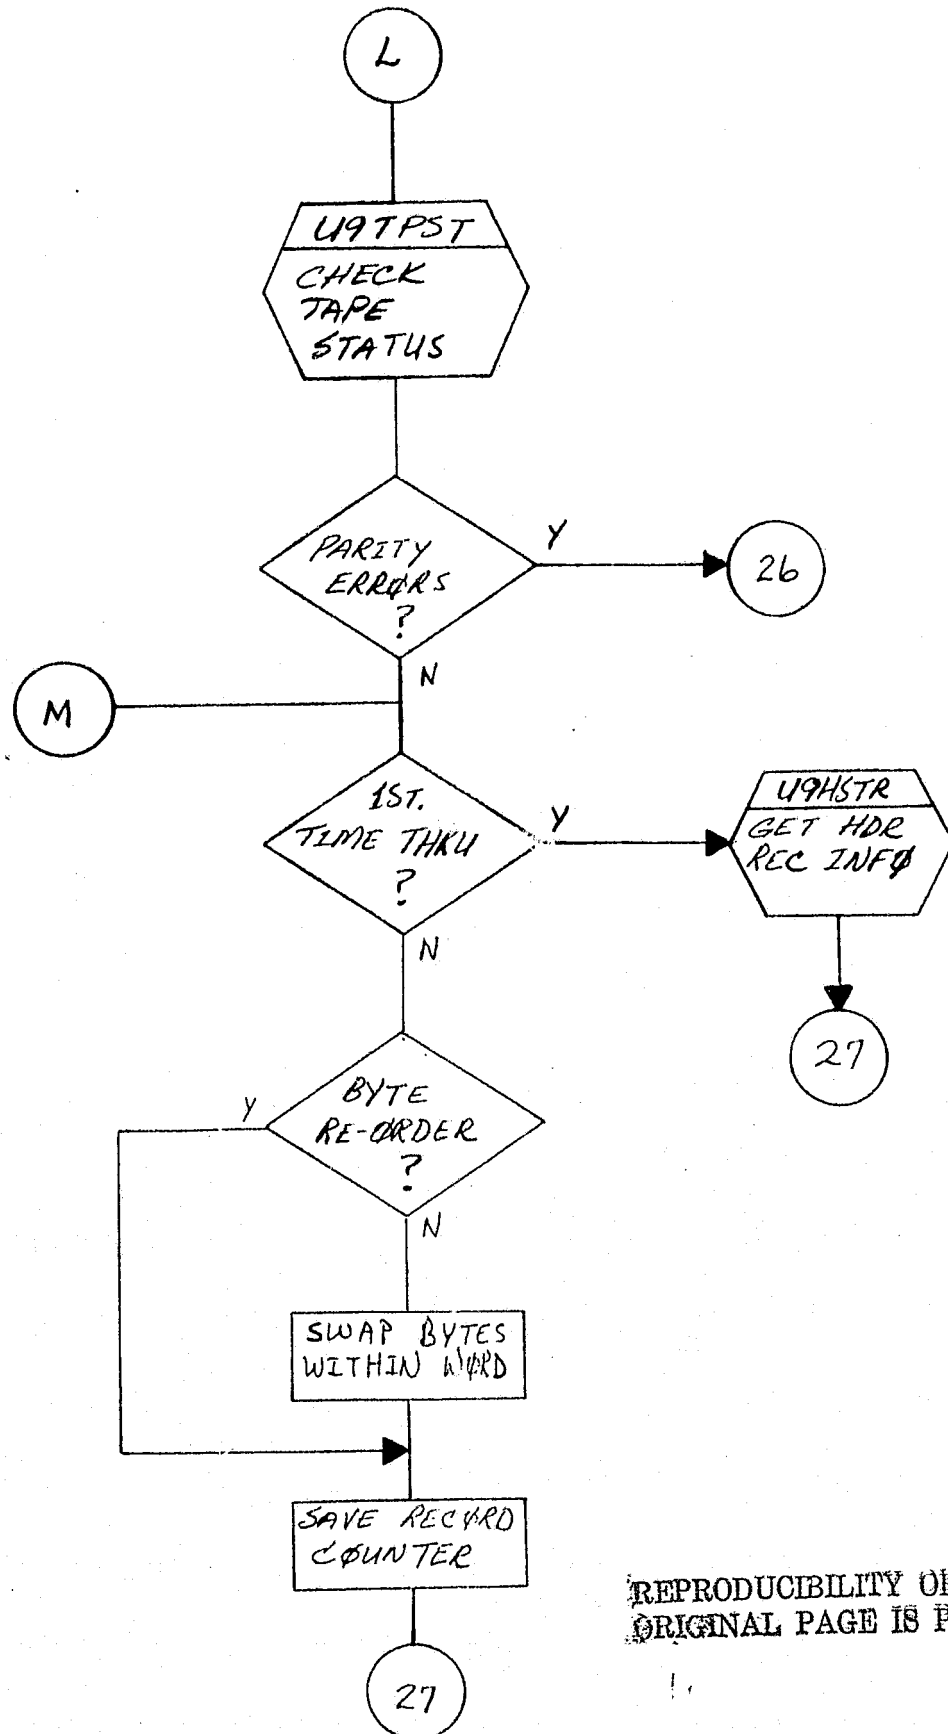 L
U9TPST
CHECK
TAPE
STATUS
PARITY
ERRØRS
?
Y
26
N
M
1ST.
TIME THRU
?
Y
U9HSTR
GET HDR
REC INFØ
N
27
BYTE
RE-ØRDER
?
Y
N
SWAP BYTES
WITHIN WØRD
SAVE RECØRD
CØUNTER
27
REPRODUCIBILITY
ORIGINAL PAGE IS